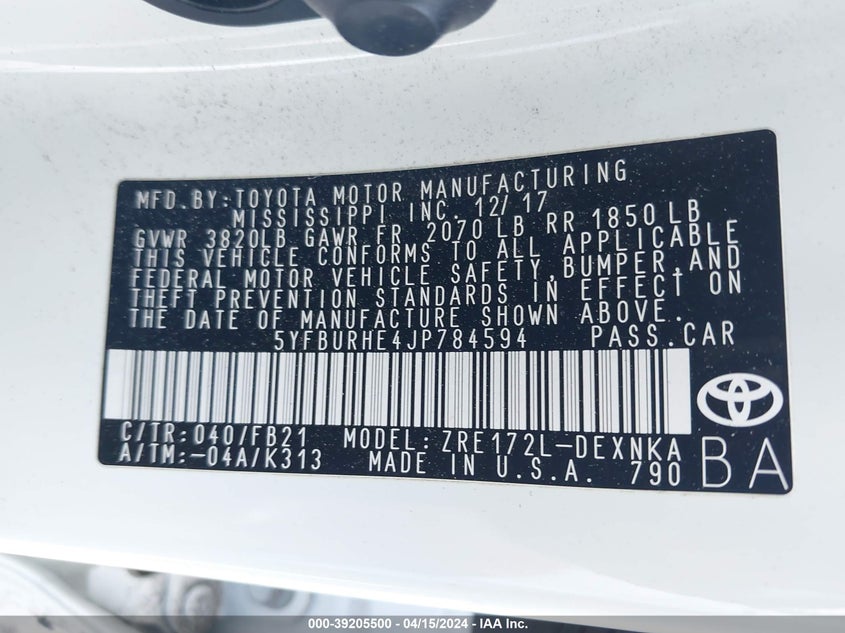 MFD.BY:TOYOTA MOTOR MANUFACTURING
MISSISSIPPI INC. 12/17
GVWR 3820LB GAWR FR 2070 LB RR 1850 LB
THIS VEHICLE CONFORMS TO ALL APPLICABLE
FEDERAL MOTOR VEHICLE SAFETY,BUMPER,AND
THEFT PREVENTION STANDARDS IN EFFECT ON
THE DATE OF MANUFACTURE SHOWN ABOVE.
5YFBURHE4JP784594 PASS.CAR
C/TR:040/FB21 MODEL:ZRE172L-DEXNKA
A/TM:-04A/K313 MADE IN U.S.A. 790
BA
000-39205500 - 04/15/2024 - IAA Inc.